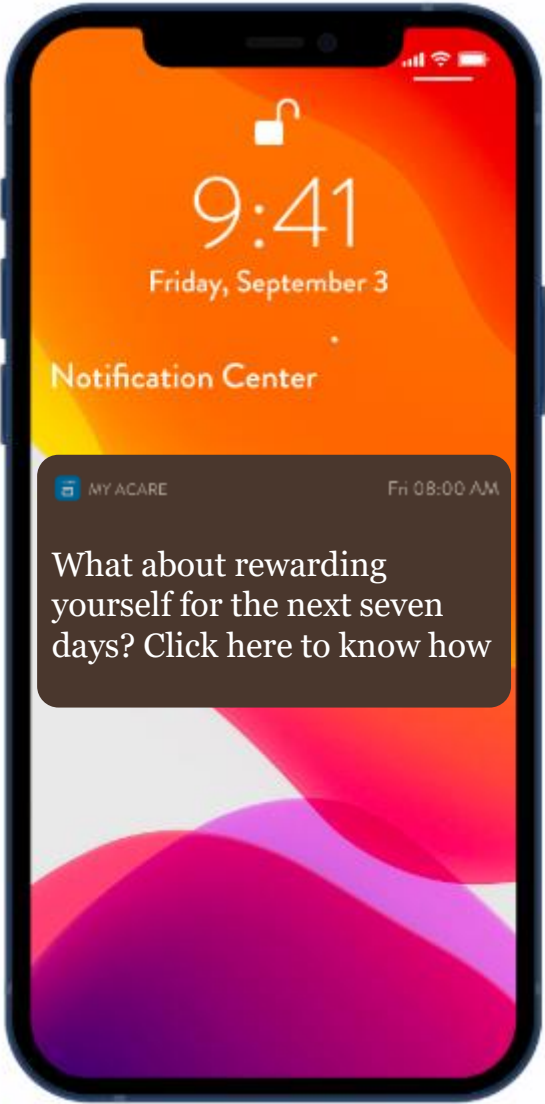 9:41
Friday, September 3
Notification Center
MY ACARE Fri 08:00 AM
What about rewarding
yourself for the next seven
days? Click here to know how